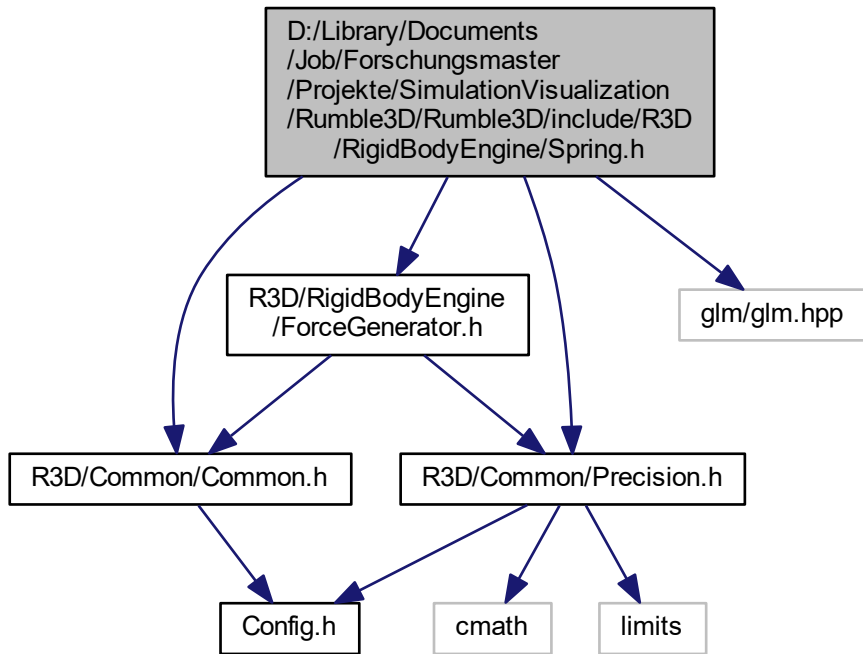 D:/Library/Documents
/Job/Forschungsmaster
/Projekte/SimulationVisualization
/Rumble3D/Rumble3D/include/R3D
/RigidBodyEngine/Spring.h
R3D/RigidBodyEngine
/ForceGenerator.h
glm/glm.hpp
R3D/Common/Common.h
R3D/Common/Precision.h
Config.h
cmath
limits